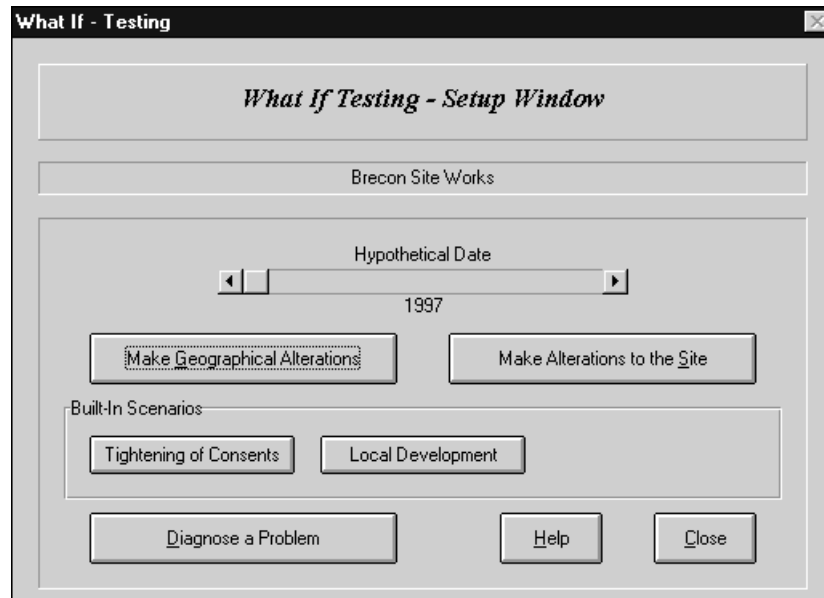 What If - Testing
What If Testing - Setup Window
Brecon Site Works
Hypothetical Date
1997
Make Geographical Alterations
Make Alterations to the Site
Built-In Scenarios
Tightening of Consents
Local Development
Diagnose a Problem
Help
Close